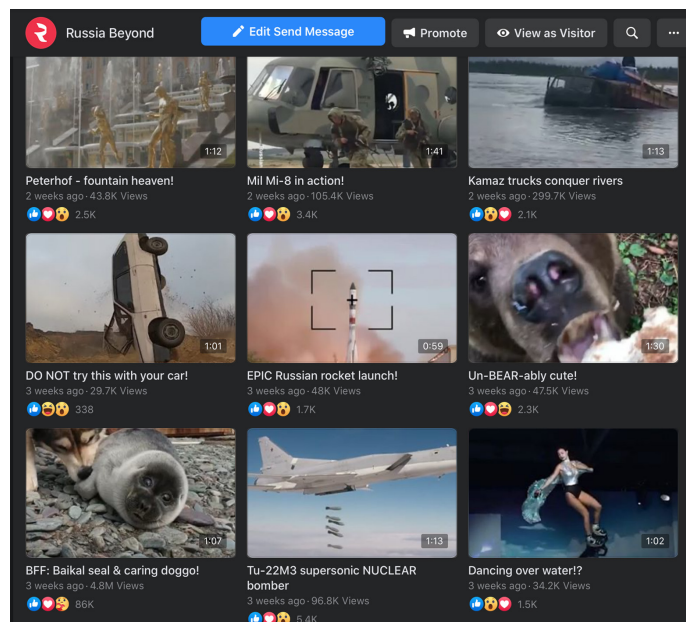 Russia Beyond
Edit Send Message
Promote
View as Visitor
1:12
1:41
1:13
Peterhof - fountain heaven!
2 weeks ago · 43.8K Views
2.5K
Mil Mi-8 in action!
2 weeks ago · 105.4K Views
3.4K
Kamaz trucks conquer rivers
2 weeks ago · 299.7K Views
2.1K
1:01
0:59
1:30
DO NOT try this with your car!
3 weeks ago · 29.7K Views
338
EPIC Russian rocket launch!
3 weeks ago · 48K Views
1.7K
Un-BEAR-ably cute!
3 weeks ago · 47.5K Views
2.3K
1:07
1:13
1:02
BFF: Baikal seal & caring doggo!
3 weeks ago · 4.8M Views
86K
Tu-22M3 supersonic NUCLEAR
bomber
3 weeks ago · 96.8K Views
5.4K
Dancing over water!?
3 weeks ago · 34.2K Views
1.5K